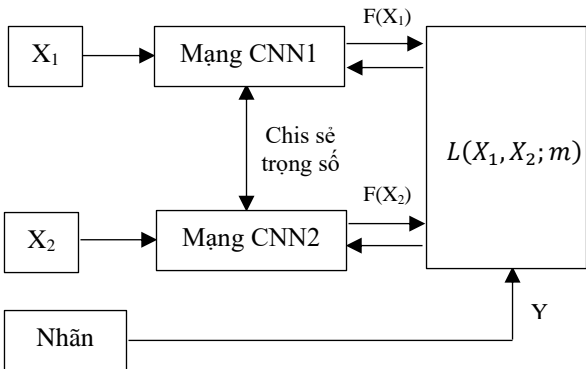 X₁
Mạng CNN1
F(X₁)
Chis sẻ
trọng số
L(X₁, X₂; m)
X₂
Mạng CNN2
F(X₂)
Nhãn
Y